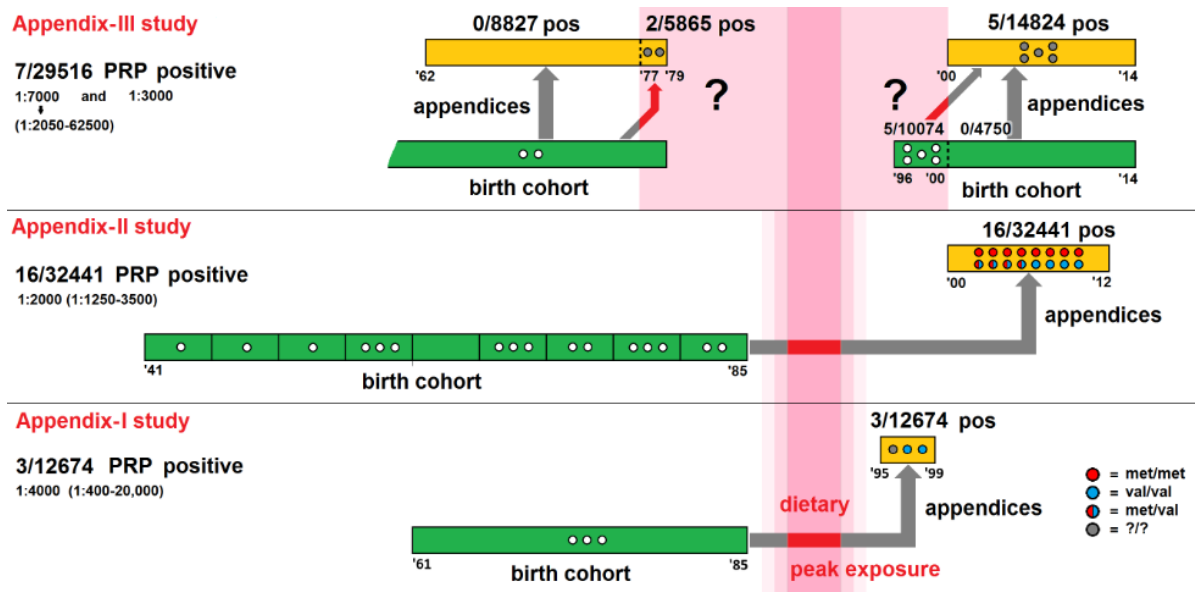 Appendix-III study
7/29516 PRP positive
1:7000 and 1:3000
(1:2050-62500)
0/8827 pos
2/5865 pos
'62
'77 '79
appendices
birth cohort
?
?
5/14824 pos
'00
'14
appendices
5/10074 0/4750
'96 '00
'14
birth cohort
Appendix-II study
16/32441 PRP positive
1:2000 (1:1250-3500)
16/32441 pos
'00
'12
appendices
'41
'85
birth cohort
Appendix-I study
3/12674 PRP positive
1:4000 (1:400-20,000)
3/12674 pos
'95
'99
appendices
dietary
peak exposure
'61
'85
birth cohort
= met/met
= val/val
= met/val
= ?/?